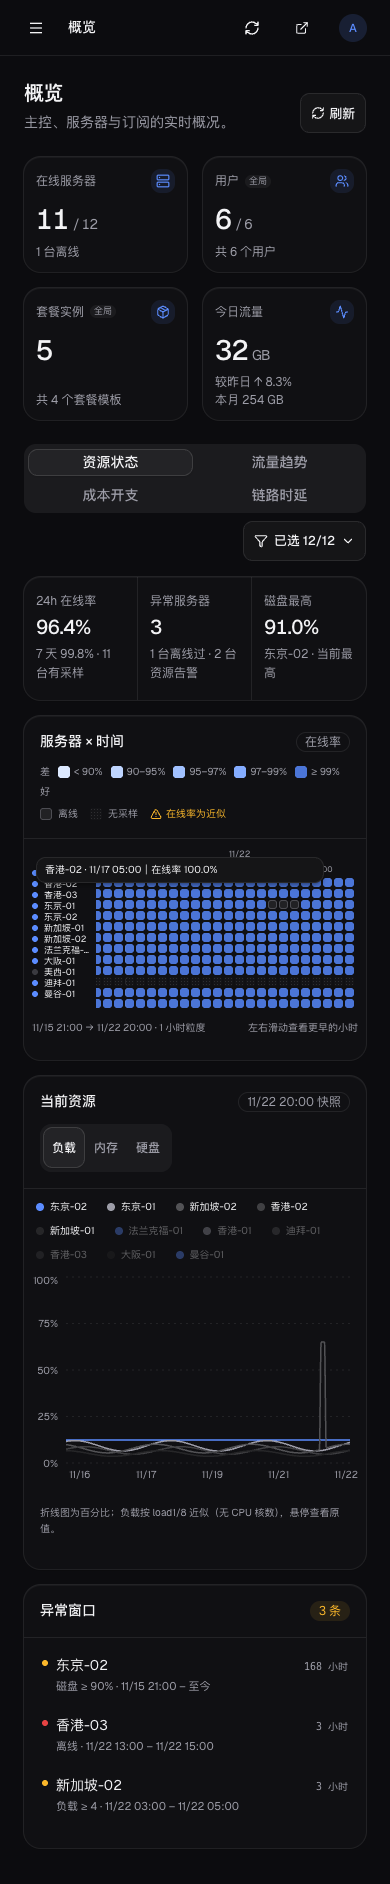 概览
A
概览
主控、服务器与订阅的实时概况。
刷新
在线服务器
11 / 12
1 台离线
用户 全局
6 / 6
共 6 个用户
套餐实例 全局
5
共 4 个套餐模板
今日流量
32 GB
较昨日 ↑ 8.3%
本月 254 GB
资源状态
流量趋势
成本开支
链路时延
已选 12/12
24h 在线率
96.4%
7 天 99.8% · 11
台有采样
异常服务器
3
1 台离线过 · 2 台
资源告警
磁盘最高
91.0%
东京-02 · 当前最
高
服务器 × 时间
在线率
差 < 90% 90–95% 95–97% 97–99% ≥ 99%
好
离线 无采样 在线率为近似
11/22
香港-02 · 11/17 05:00 | 在线率 100.0%
00
香港-02
香港-03
东京-01
东京-02
新加坡-01
新加坡-02
法兰克福-…
大阪-01
美西-01
迪拜-01
曼谷-01
11/15 21:00 → 11/22 20:00 · 1 小时粒度
左右滑动查看更早的小时
当前资源
11/22 20:00 快照
负载 内存 硬盘
东京-02 东京-01 新加坡-02 香港-02
新加坡-01 法兰克福-01 香港-01 迪拜-01
香港-03 大阪-01 曼谷-01
100%
75%
50%
25%
0%
11/16 11/17 11/19 11/21 11/22
折线图为百分比；负载按 load1/8 近似（无 CPU 核数），悬停查看原
值。
异常窗口
3 条
东京-02
168 小时
磁盘 ≥ 90% · 11/15 21:00 – 至今
香港-03
3 小时
离线 · 11/22 13:00 – 11/22 15:00
新加坡-02
3 小时
负载 ≥ 4 · 11/22 03:00 – 11/22 05:00